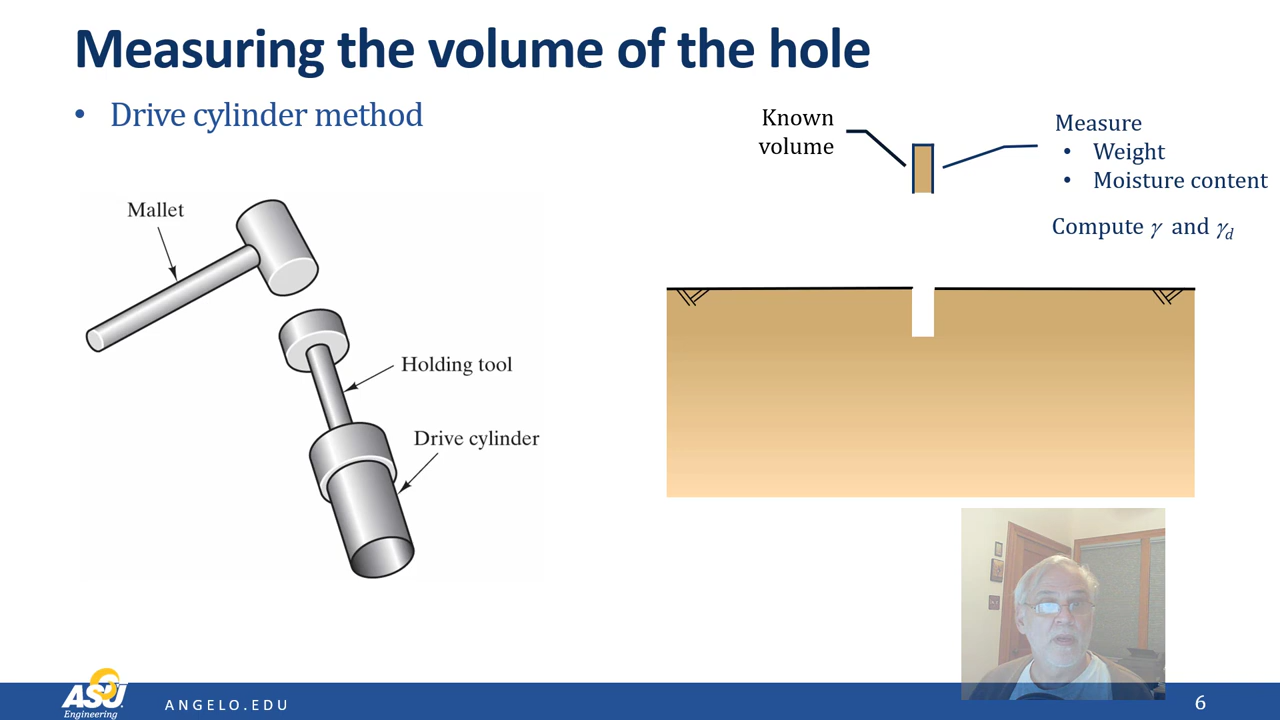 Measuring the volume of the hole
• Drive cylinder method
Known
volume
Measure
• Weight
• Moisture content
Compute γ and γd
Mallet
Holding tool
Drive cylinder
ASU
Engineering
ANGELO.EDU
6